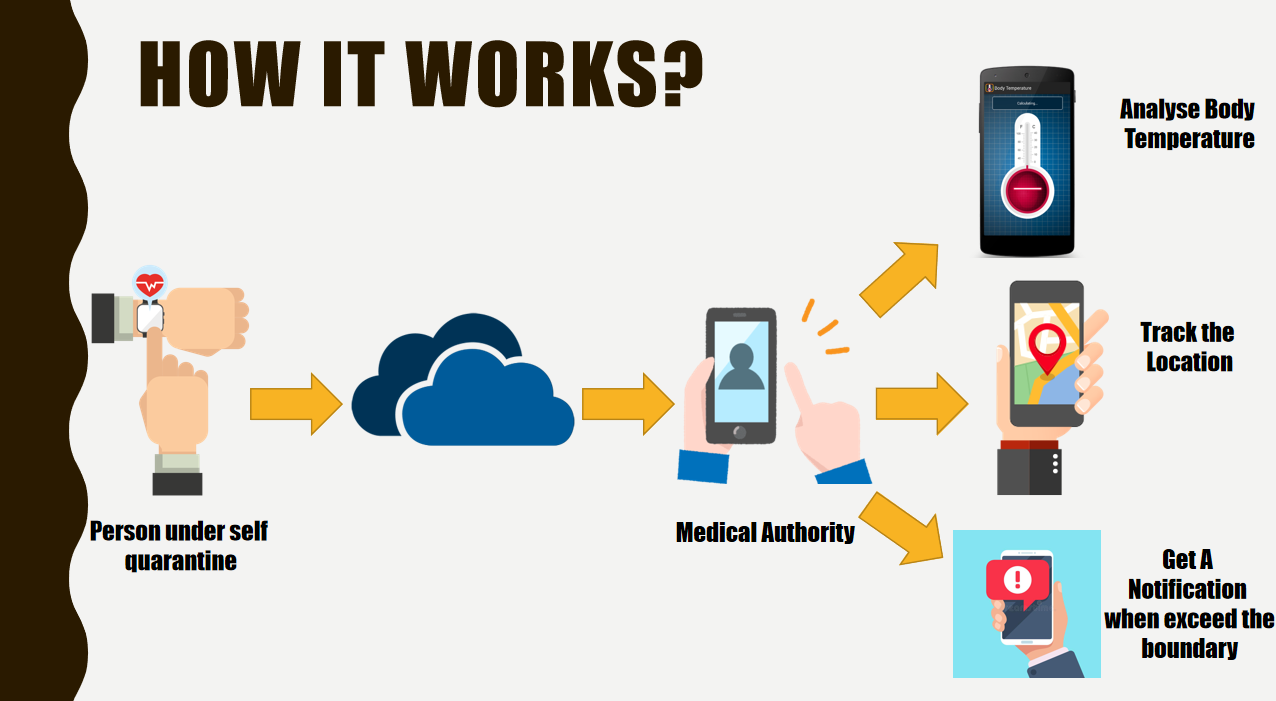 HOW IT WORKS?
Body Temperature
Calculating...
F C
Analyse Body
Temperature
Track the
Location
Person under self
quarantine
Medical Authority
Get A
Notification
when exceed the
boundary